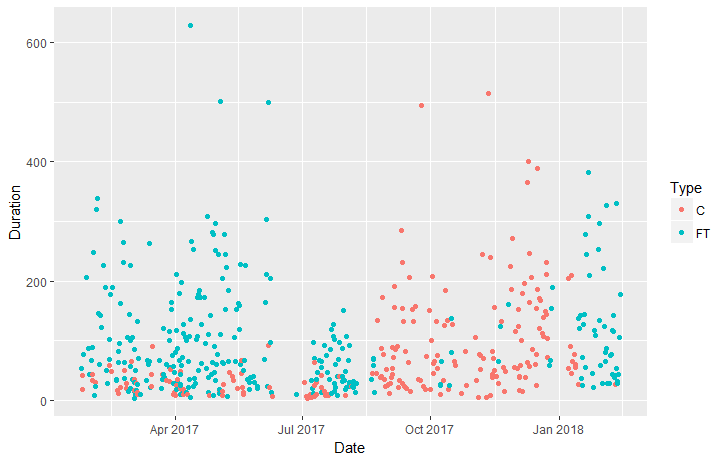 600
400
200
0
Duration
Apr 2017
Jul 2017
Oct 2017
Jan 2018
Date
Type
C
FT